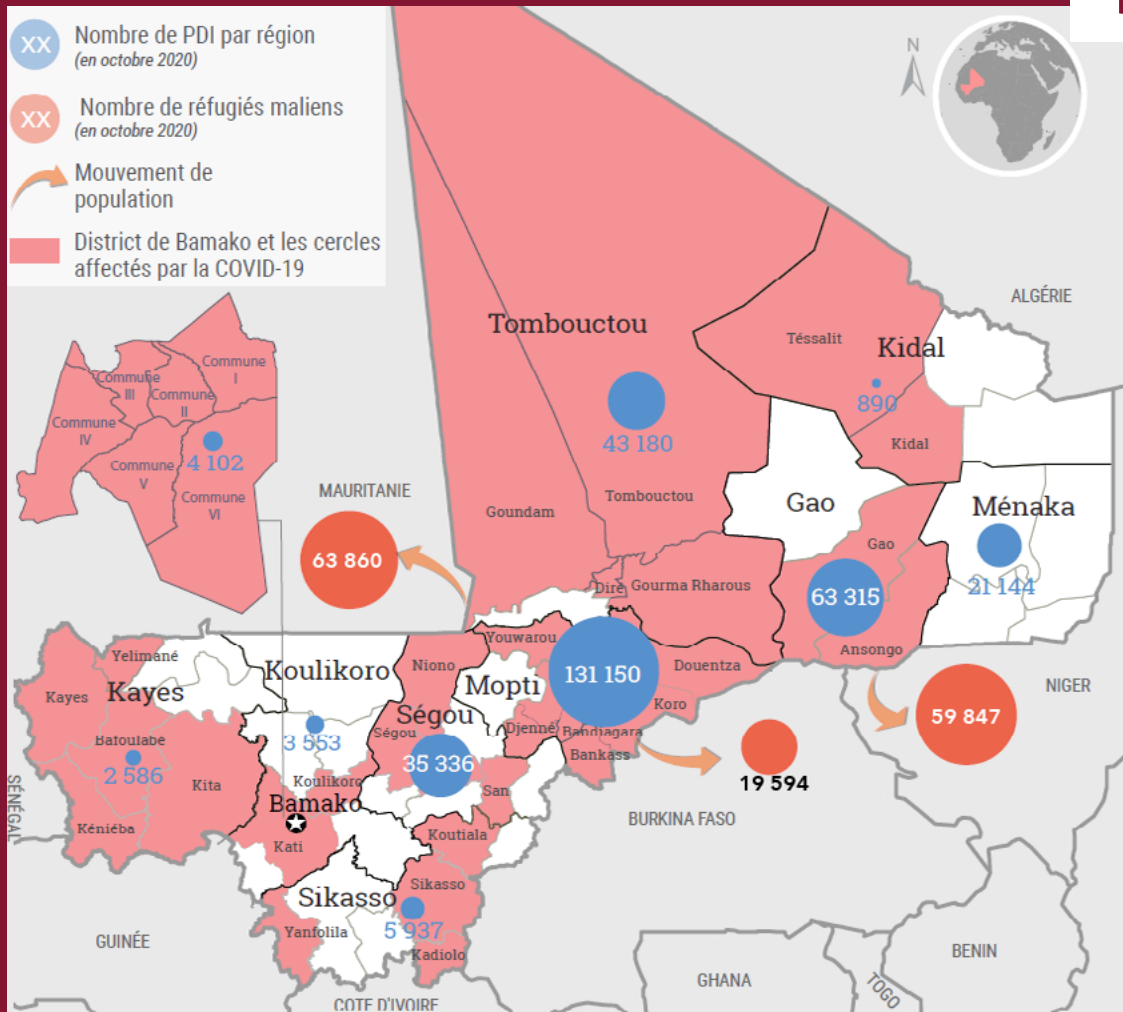 XX
Nombre de PDI par région
(en octobre 2020)
XX
Nombre de réfugiés maliens
(en octobre 2020)
Mouvement de
population
District de Bamako et les cercles
affectés par la COVID-19
N
ALGÉRIE
Tombouctou
Téssalit
Kidal
890
Kidal
43 180
Tombouctou
Goundam
Commune
I
Commune
III
Commune
II
Commune
IV
Commune
V
4 102
Commune
VI
MAURITANIE
63 860
Gao
Gao
Ménaka
21 144
63 315
Ansongo
Diré
Gourma Rharous
Youwarou
131 150
Douentza
Mopti
Koro
Djenné
Bandiagara
Bankass
NIGER
59 847
19 594
BURKINA FASO
Yelimané
Kayes
Kayes
Bafoulabé
2 586
Kita
Kéniéba
SÉNÉGAL
Koulikoro
3 553
Koulikoro
Niono
Ségou
Ségou
35 336
San
Bamako
Kati
Koutiala
Sikasso
Sikasso
5 937
Yanfolila
Kadiolo
GUINÉE
COTE D'IVOIRE
GHANA
TOGO
BENIN